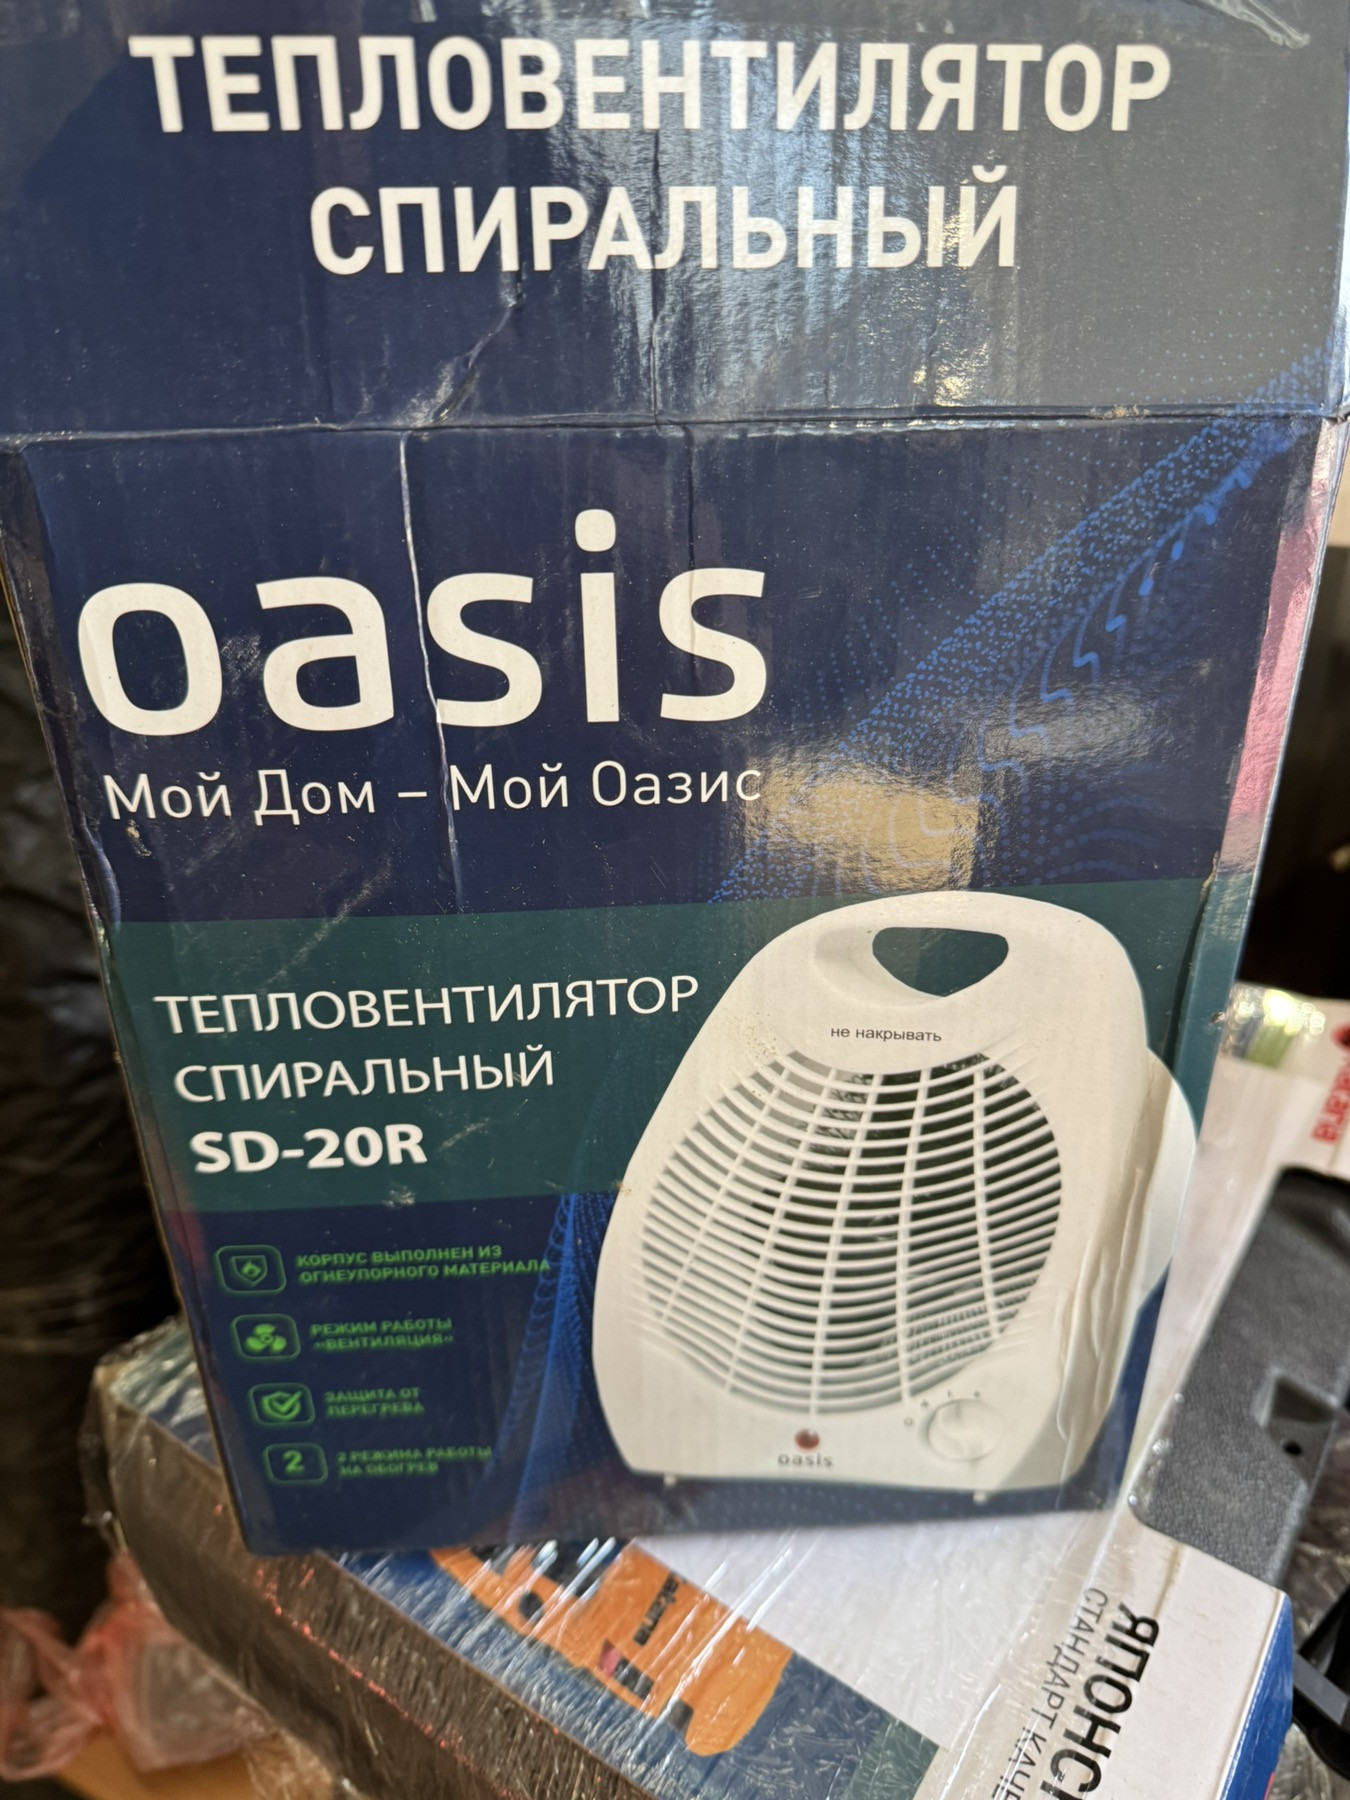 ТЕПЛОВЕНТИЛЯТОР
СПИРАЛЬНЫЙ
oasis
Мой Дом – Мой Оазис
ТЕПЛОВЕНТИЛЯТОР
СПИРАЛЬНЫЙ
SD-20R
КОРПУС ВЫПОЛНЕН ИЗ
ОГНЕУПОРНОГО МАТЕРИАЛА
РЕЖИМ РАБОТЫ
«ВЕНТИЛЯЦИЯ»
ЗАЩИТА ОТ
ПЕРЕГРЕВА
2
2 РЕЖИМА РАБОТЫ
НА ОБОГРЕВ
не накрывать
oasis
СТАНДАРТ